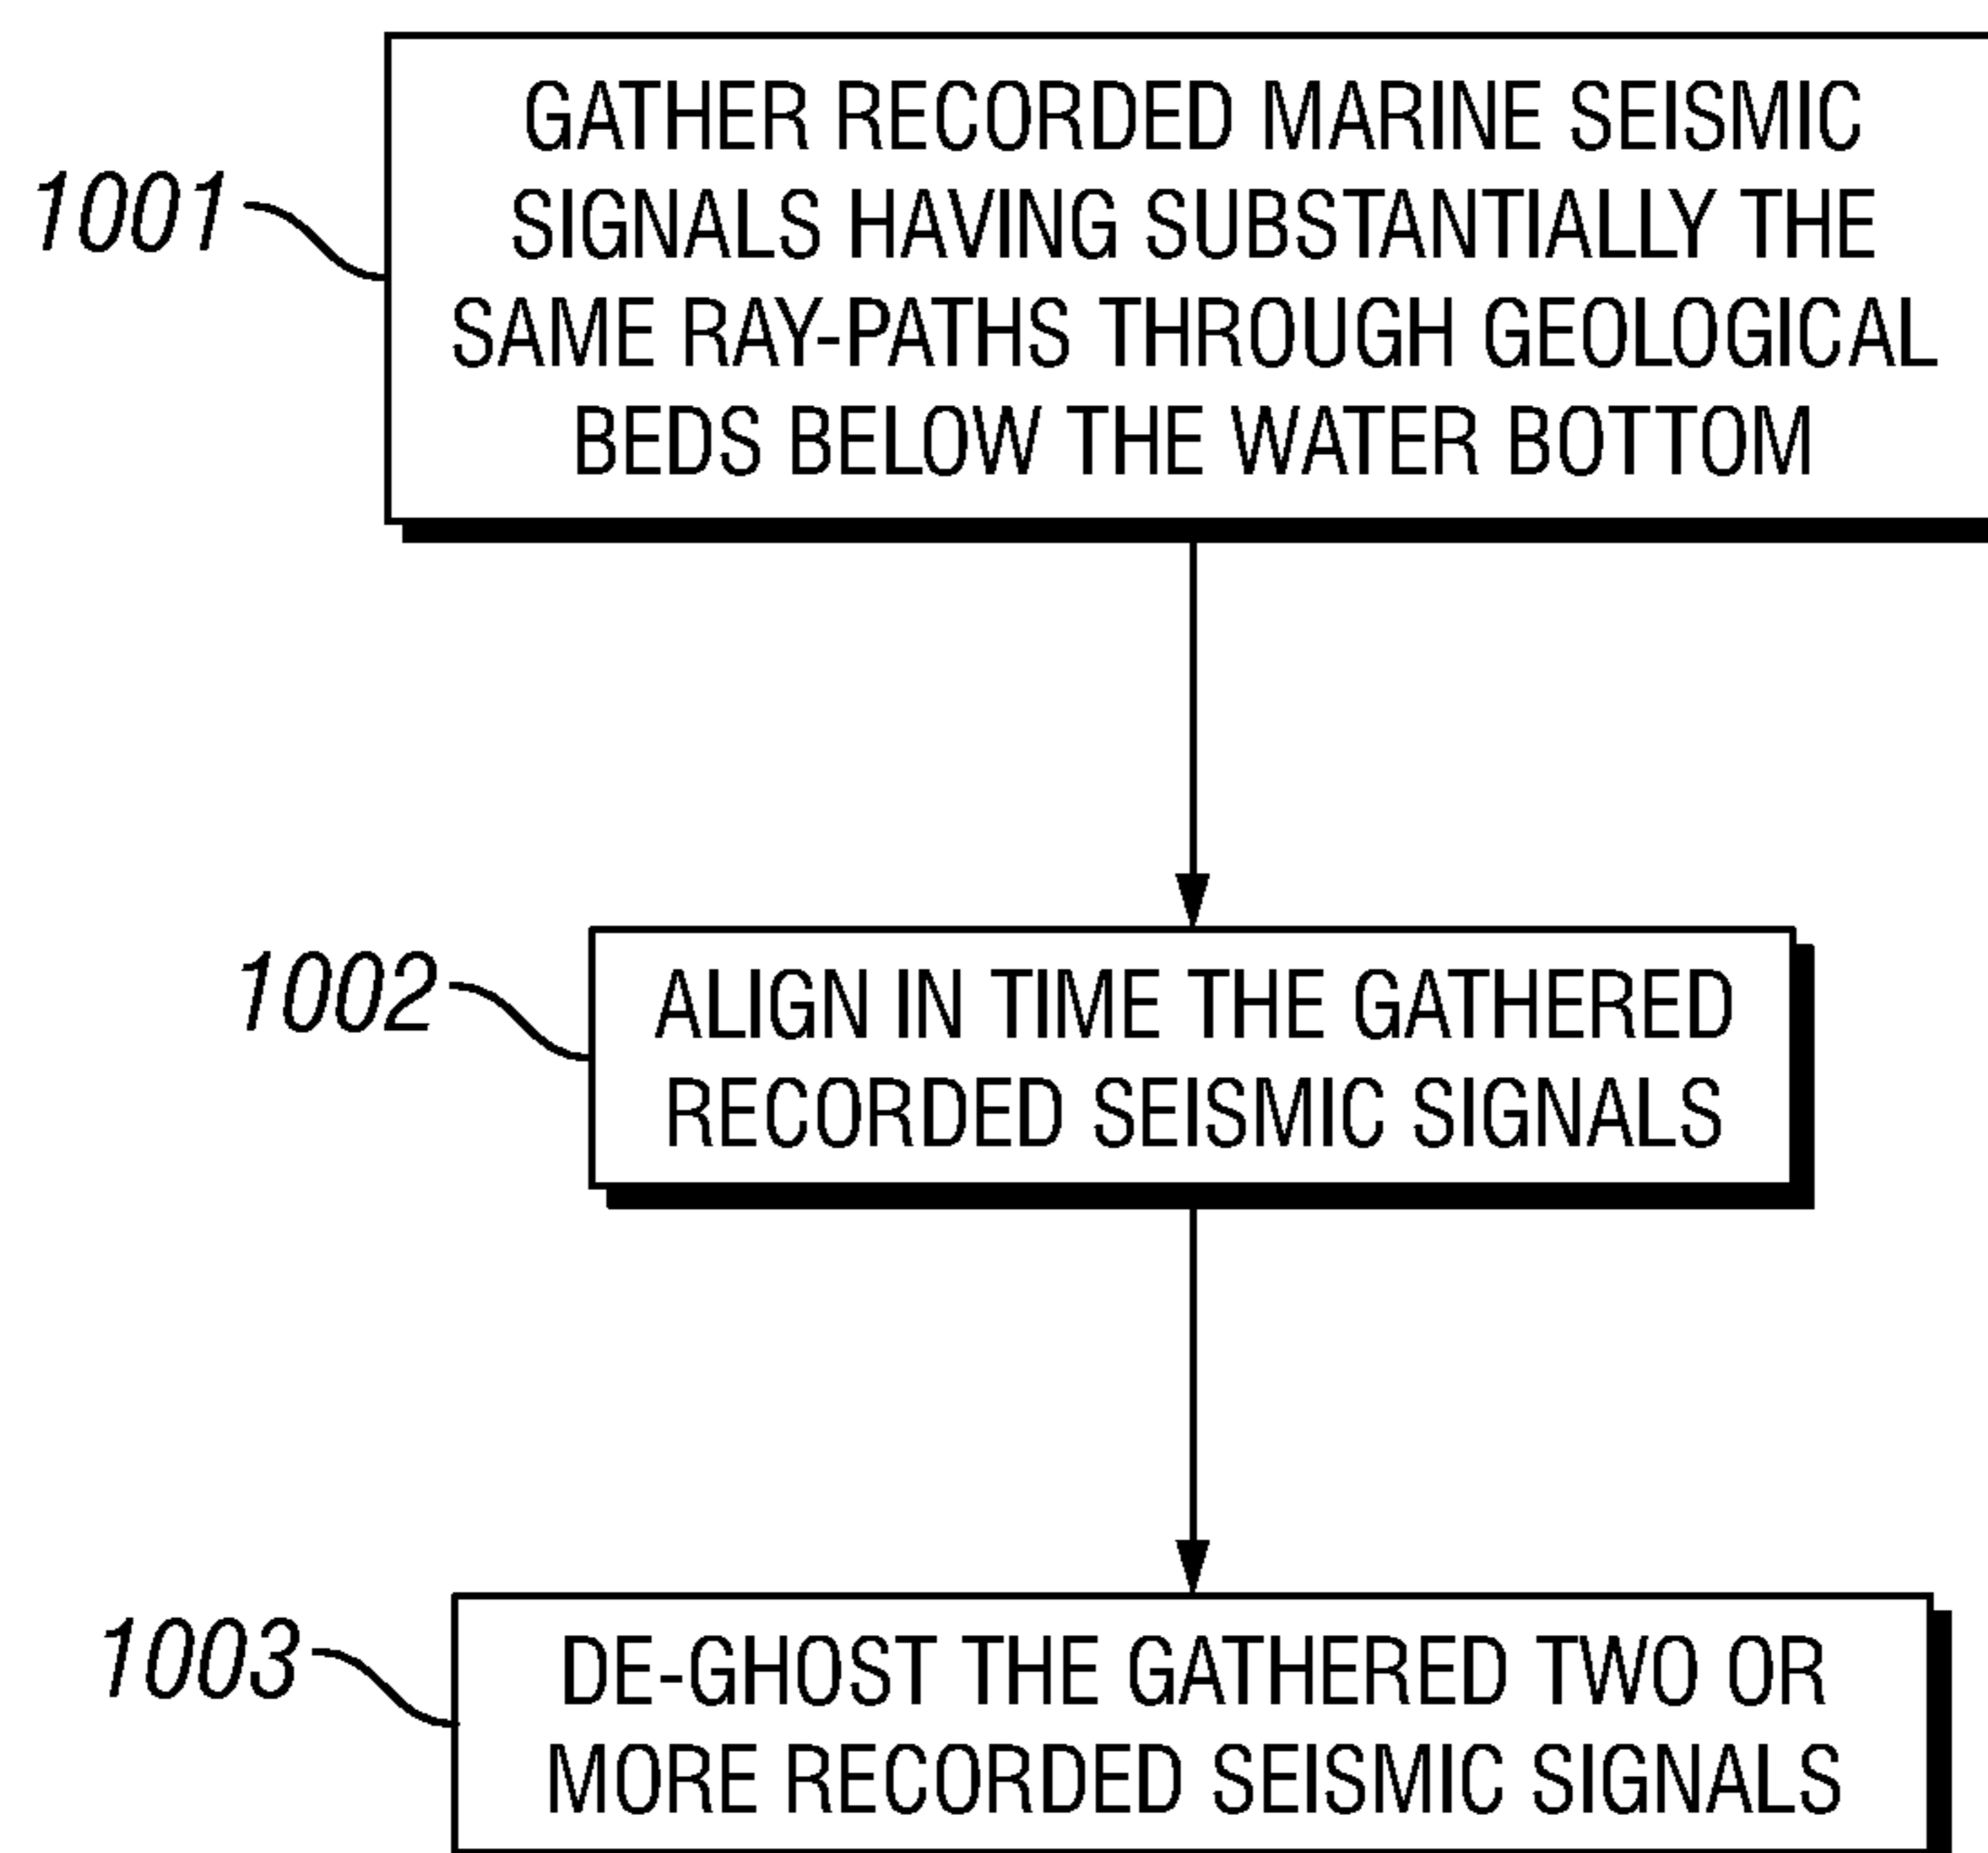 1001
GATHER RECORDED MARINE SEISMIC
SIGNALS HAVING SUBSTANTIALLY THE
SAME RAY-PATHS THROUGH GEOLOGICAL
BEDS BELOW THE WATER BOTTOM
1002
ALIGN IN TIME THE GATHERED
RECORDED SEISMIC SIGNALS
1003
DE-GHOST THE GATHERED TWO OR
MORE RECORDED SEISMIC SIGNALS